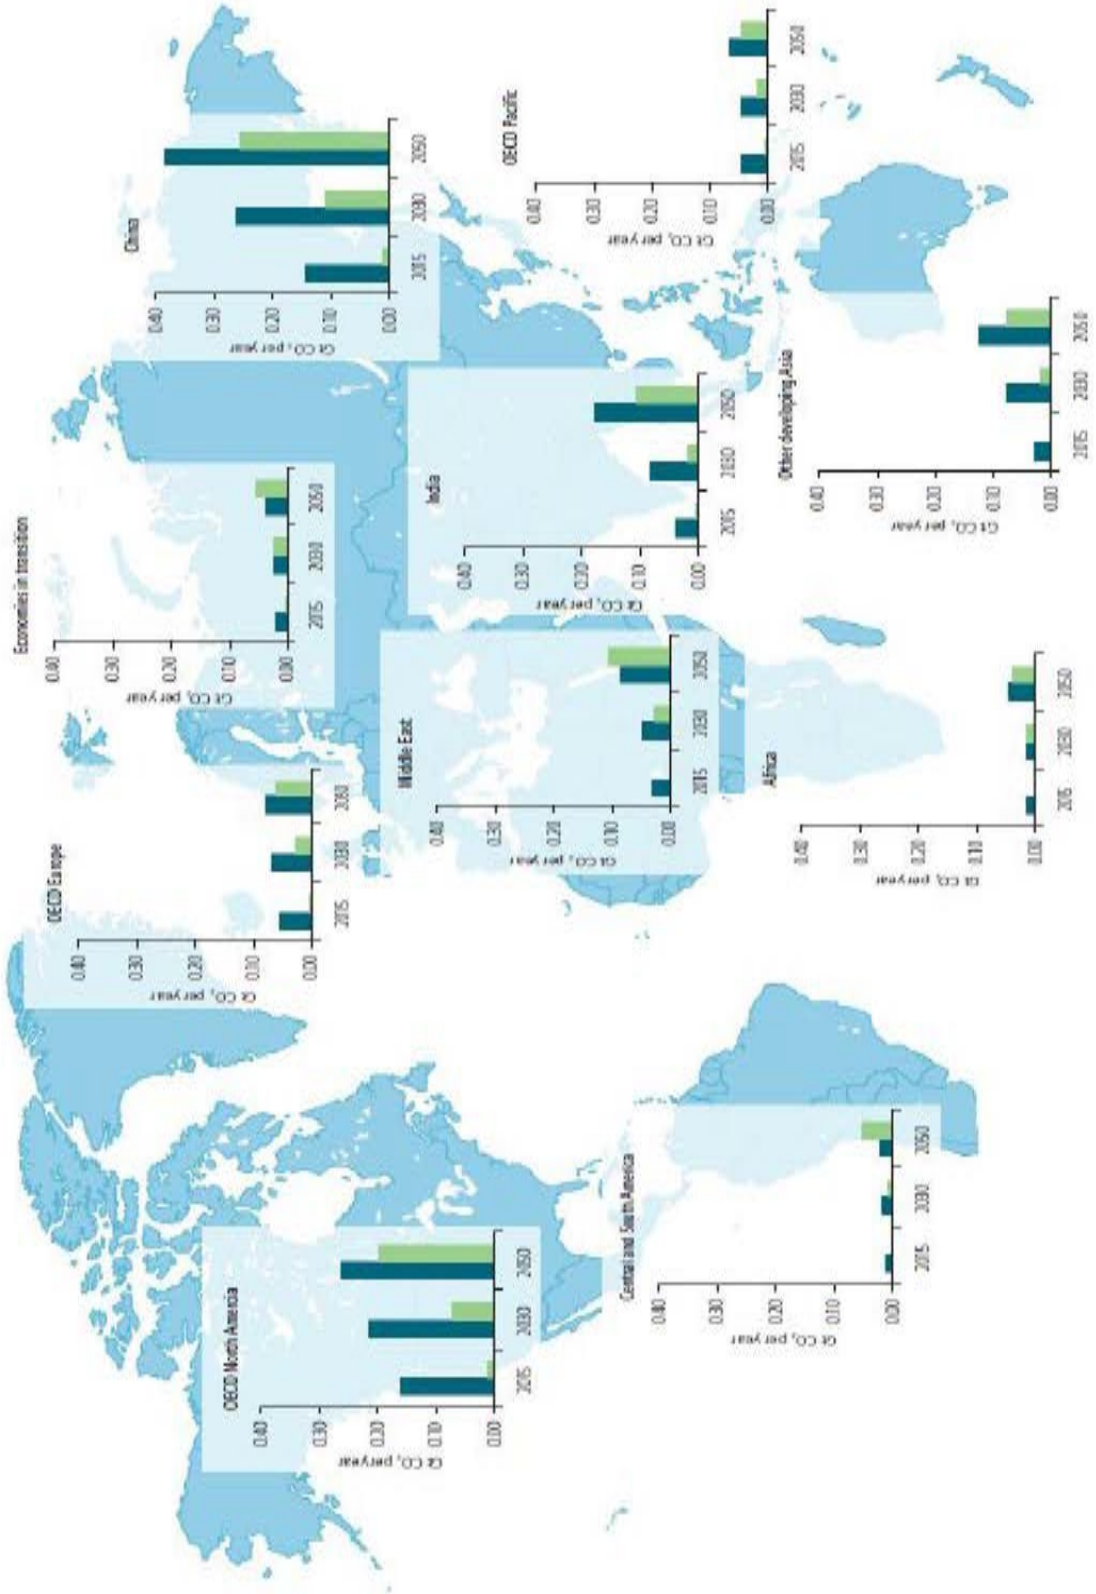 Economies in transition
Gt CO₂ per year
0.40
0.30
0.20
0.10
0.00
2015 2030 2050
China
Gt CO₂ per year
0.40
0.30
0.20
0.10
0.00
2015 2030 2050
OECD Europe
Gt CO₂ per year
0.40
0.30
0.20
0.10
0.00
2015 2030 2050
OECD North Amercia
Gt CO₂ per year
0.40
0.30
0.20
0.10
0.00
2015 2030 2050
Middle East
Gt CO₂ per year
0.40
0.30
0.20
0.10
0.00
2015 2030 2050
India
Gt CO₂ per year
0.40
0.30
0.20
0.10
0.00
2015 2030 2050
OECD Pacific
Gt CO₂ per year
0.40
0.30
0.20
0.10
0.00
2015 2030 2050
Central and South America
Gt CO₂ per year
0.40
0.30
0.20
0.10
0.00
2015 2030 2050
Africa
Gt CO₂ per year
0.40
0.30
0.20
0.10
0.00
2015 2030 2050
Other developing Asia
Gt CO₂ per year
0.40
0.30
0.20
0.10
0.00
2015 2030 2050